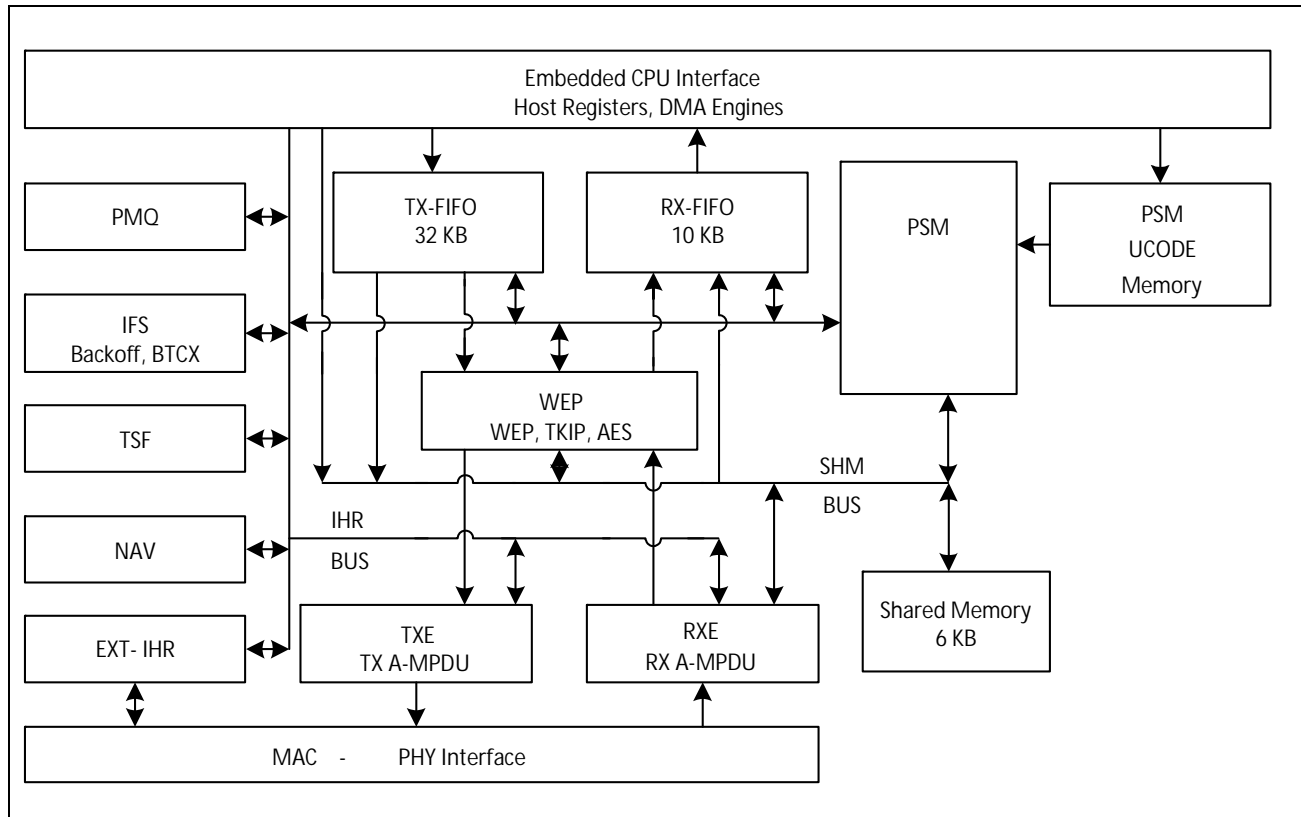 Embedded CPU Interface
Host Registers, DMA Engines
PMQ
TX-FIFO
32 KB
RX-FIFO
10 KB
PSM
PSM
UCODE
Memory
IFS
Backoff, BTCX
WEP
WEP, TKIP, AES
TSF
SHM
BUS
IHR
BUS
NAV
Shared Memory
6 KB
EXT- IHR
TXE
TX A-MPDU
RXE
RX A-MPDU
MAC - PHY Interface